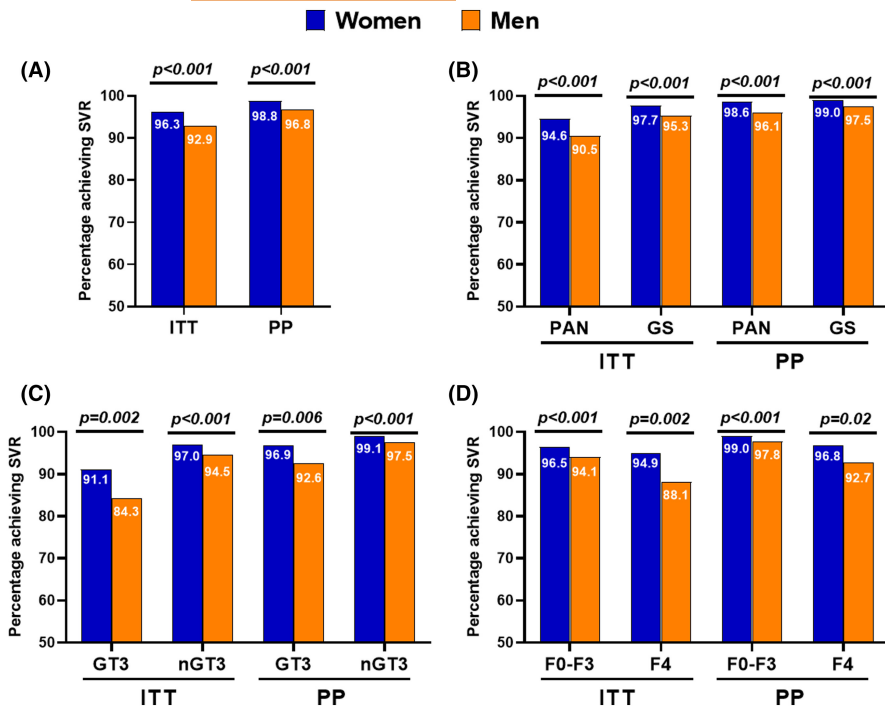 Women Men
(A)
p<0.001 p<0.001
Percentage achieving SVR
100
90
80
70
60
50
96.3 92.9 98.8 96.8
ITT PP
(B)
p<0.001 p<0.001 p<0.001 p<0.001
Percentage achieving SVR
100
90
80
70
60
50
94.6 90.5 97.7 95.3 98.6 96.1 99.0 97.5
PAN GS PAN GS
ITT PP
(C)
p=0.002 p<0.001 p=0.006 p<0.001
Percentage achieving SVR
100
90
80
70
60
50
91.1 84.3 97.0 94.5 96.9 92.6 99.1 97.5
GT3 nGT3 GT3 nGT3
ITT PP
(D)
p<0.001 p=0.002 p<0.001 p=0.02
Percentage achieving SVR
100
90
80
70
60
50
96.5 94.1 94.9 88.1 99.0 97.8 96.8 92.7
F0-F3 F4 F0-F3 F4
ITT PP